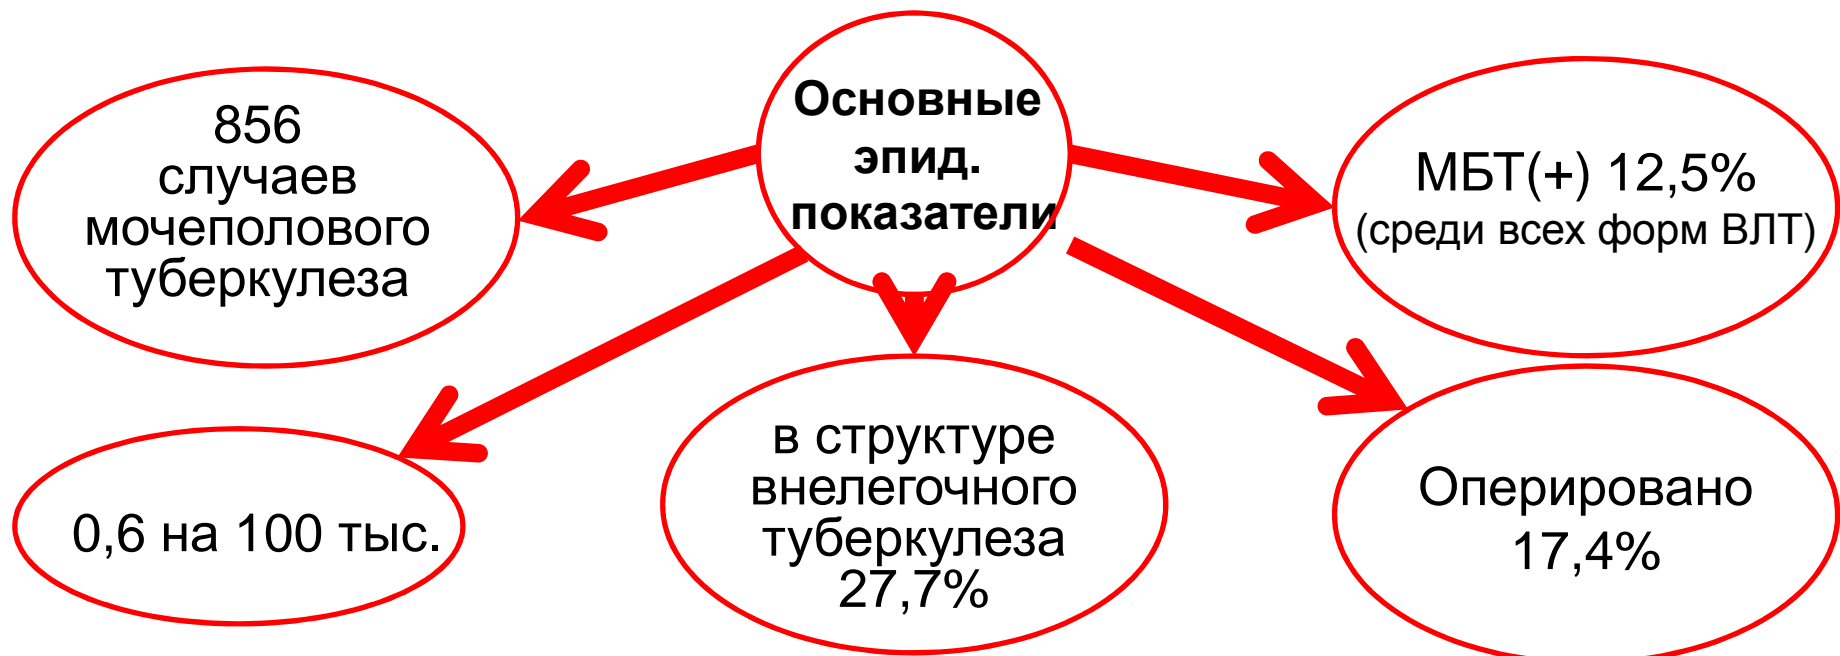 Основные
эпид.
показатели
856
случаев
мочеполового
туберкулеза
МБТ(+) 12,5%
(среди всех форм ВЛТ)
0,6 на 100 тыс.
в структуре
внелегочного
туберкулеза
27,7%
Оперировано
17,4%